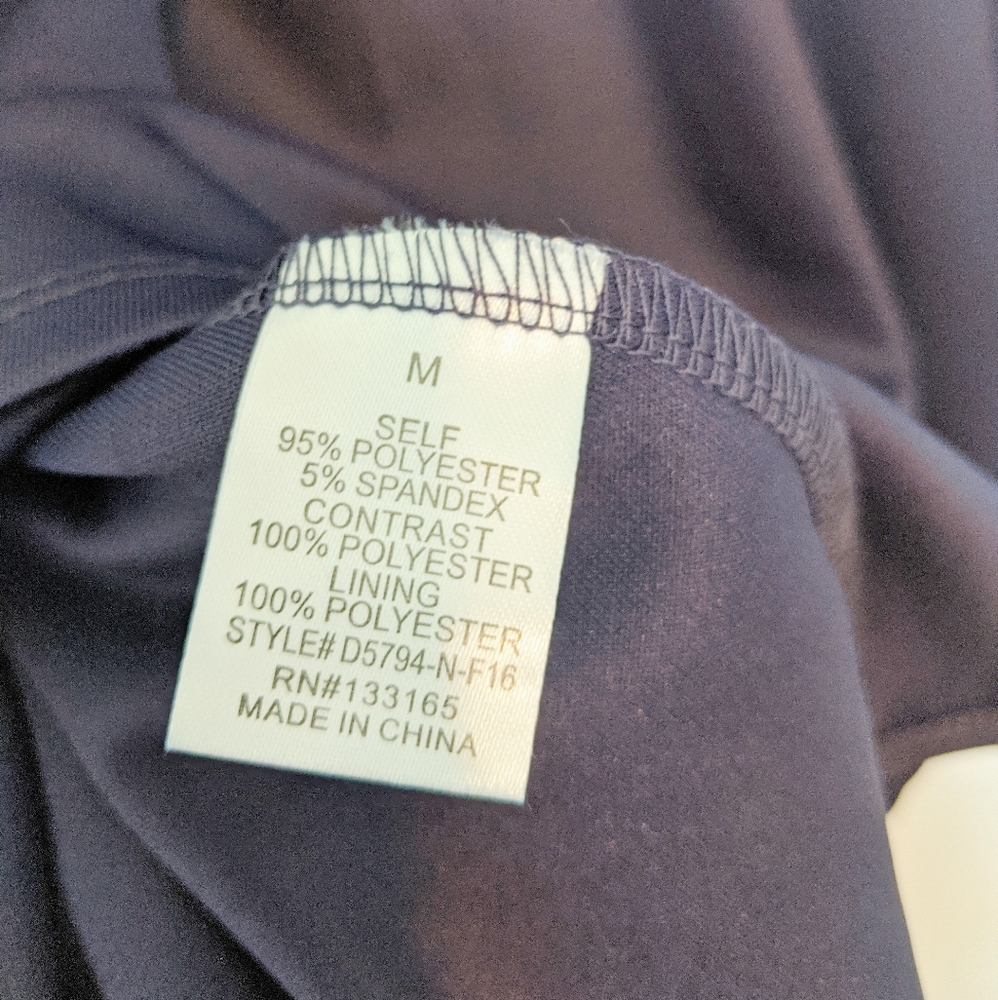 M
SELF
95% POLYESTER
5% SPANDEX
CONTRAST
100% POLYESTER
LINING
100% POLYESTER
STYLE# D5794-N-F16
RN#133165
MADE IN CHINA